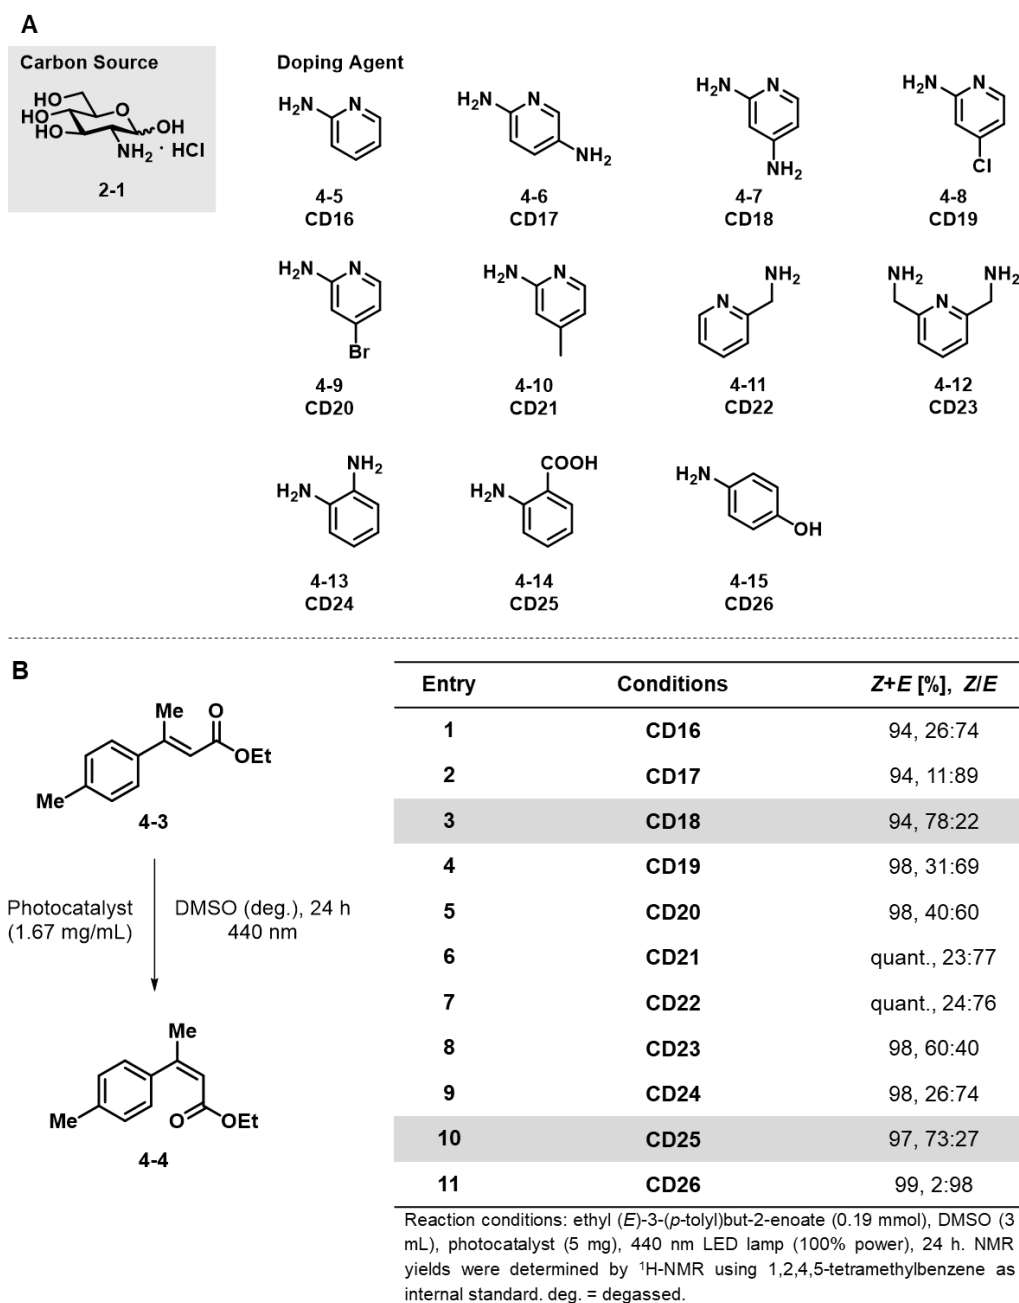 A
Carbon Source
Doping Agent
HO
HO
HO
O
OH
NH2 · HCl
2-1
H2N N
4-5
CD16
H2N N
NH2
4-6
CD17
H2N N
NH2
4-7
CD18
H2N N
Cl
4-8
CD19
H2N N
Br
4-9
CD20
H2N N
4-10
CD21
NH2
N
4-11
CD22
NH2 NH2
N
4-12
CD23
NH2
H2N
4-13
CD24
COOH
H2N
4-14
CD25
H2N
OH
4-15
CD26
B
Me O
OEt
Me
4-3
Photocatalyst
(1.67 mg/mL)
DMSO (deg.), 24 h
440 nm
Me
Me O OEt
4-4
Entry Conditions Z+E [%], Z/E
1 CD16 94, 26:74
2 CD17 94, 11:89
3 CD18 94, 78:22
4 CD19 98, 31:69
5 CD20 98, 40:60
6 CD21 quant., 23:77
7 CD22 quant., 24:76
8 CD23 98, 60:40
9 CD24 98, 26:74
10 CD25 97, 73:27
11 CD26 99, 2:98
Reaction conditions: ethyl (E)-3-(p-tolyl)but-2-enoate (0.19 mmol), DMSO (3
mL), photocatalyst (5 mg), 440 nm LED lamp (100% power), 24 h. NMR
yields were determined by ¹H-NMR using 1,2,4,5-tetramethylbenzene as
internal standard. deg. = degassed.